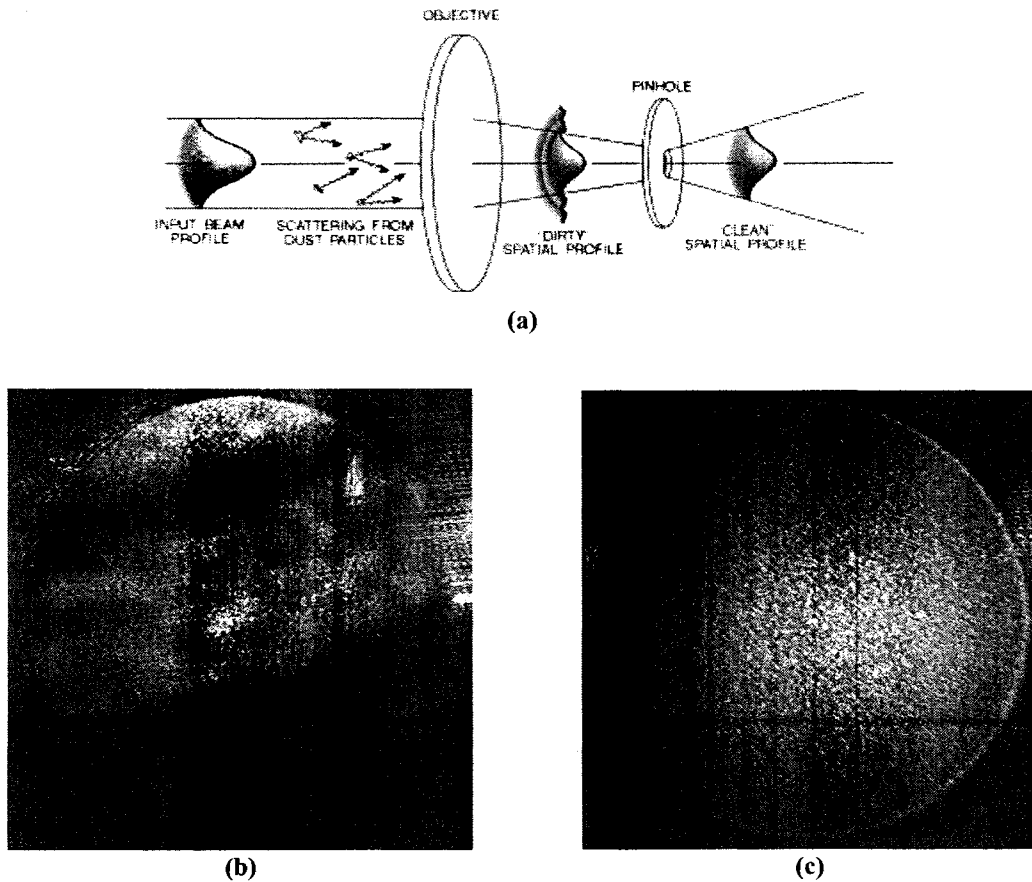 OBJECTIVE
PINHOLE
INPUT BEAM
PROFILE
SCATTERING FROM
DUST PARTICLES
"DIRTY"
SPATIAL PROFILE
"CLEAN"
SPATIAL PROFILE
(a)
(b)
(c)